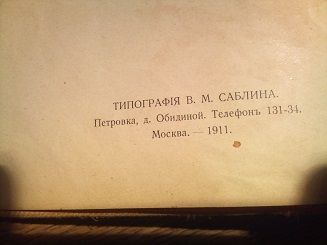 ТИПОГРАФІЯ В. М. САБЛИНА.
Петровка, д. Обидиной. Телефонъ 131-34.
Москва. — 1911.